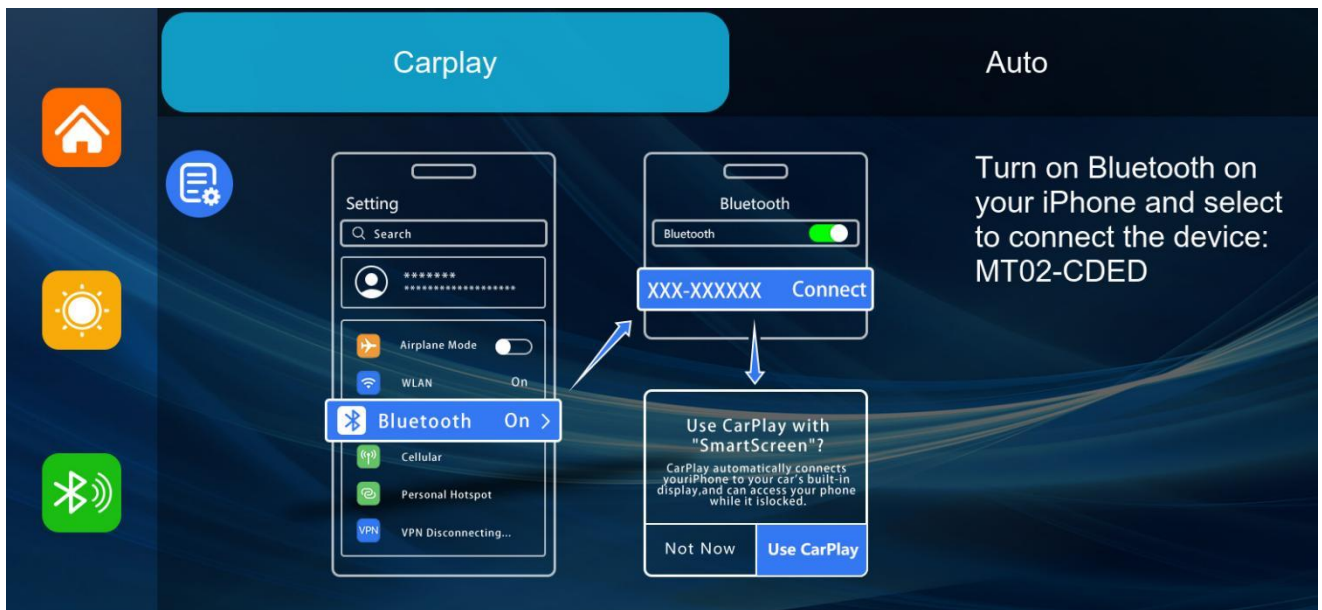 Carplay
Auto
Setting
Search
*******
*******************
Airplane Mode
WLAN On
Bluetooth On >
Cellular
Personal Hotspot
VPN VPN Disconnecting...
Bluetooth
Bluetooth
XXX-XXXXXX Connect
Use CarPlay with
"SmartScreen"?
CarPlay automatically connects
youriPhone to your car's built-in
display,and can access your phone
while it islocked.
Not Now Use CarPlay
Turn on Bluetooth on
your iPhone and select
to connect the device:
MT02-CDED